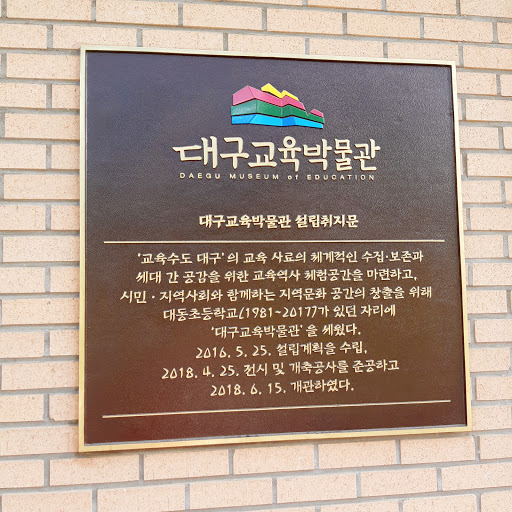 대구교육박물관
DAEGU MUSEUM of EDUCATION
대구교육박물관 설립취지문
'교육수도 대구'의 교육 사료의 체계적인 수집·보존과
세대 간 공감을 위한 교육역사 체험공간을 마련하고,
시민·지역사회와 함께하는 지역문화 공간의 창출을 위해
대동초등학교(1981~2017)가 있던 자리에
'대구교육박물관'을 세웠다.
2016. 5. 25. 설립계획을 수립,
2018. 4. 25. 전시 및 개축공사를 준공하고
2018. 6. 15. 개관하였다.